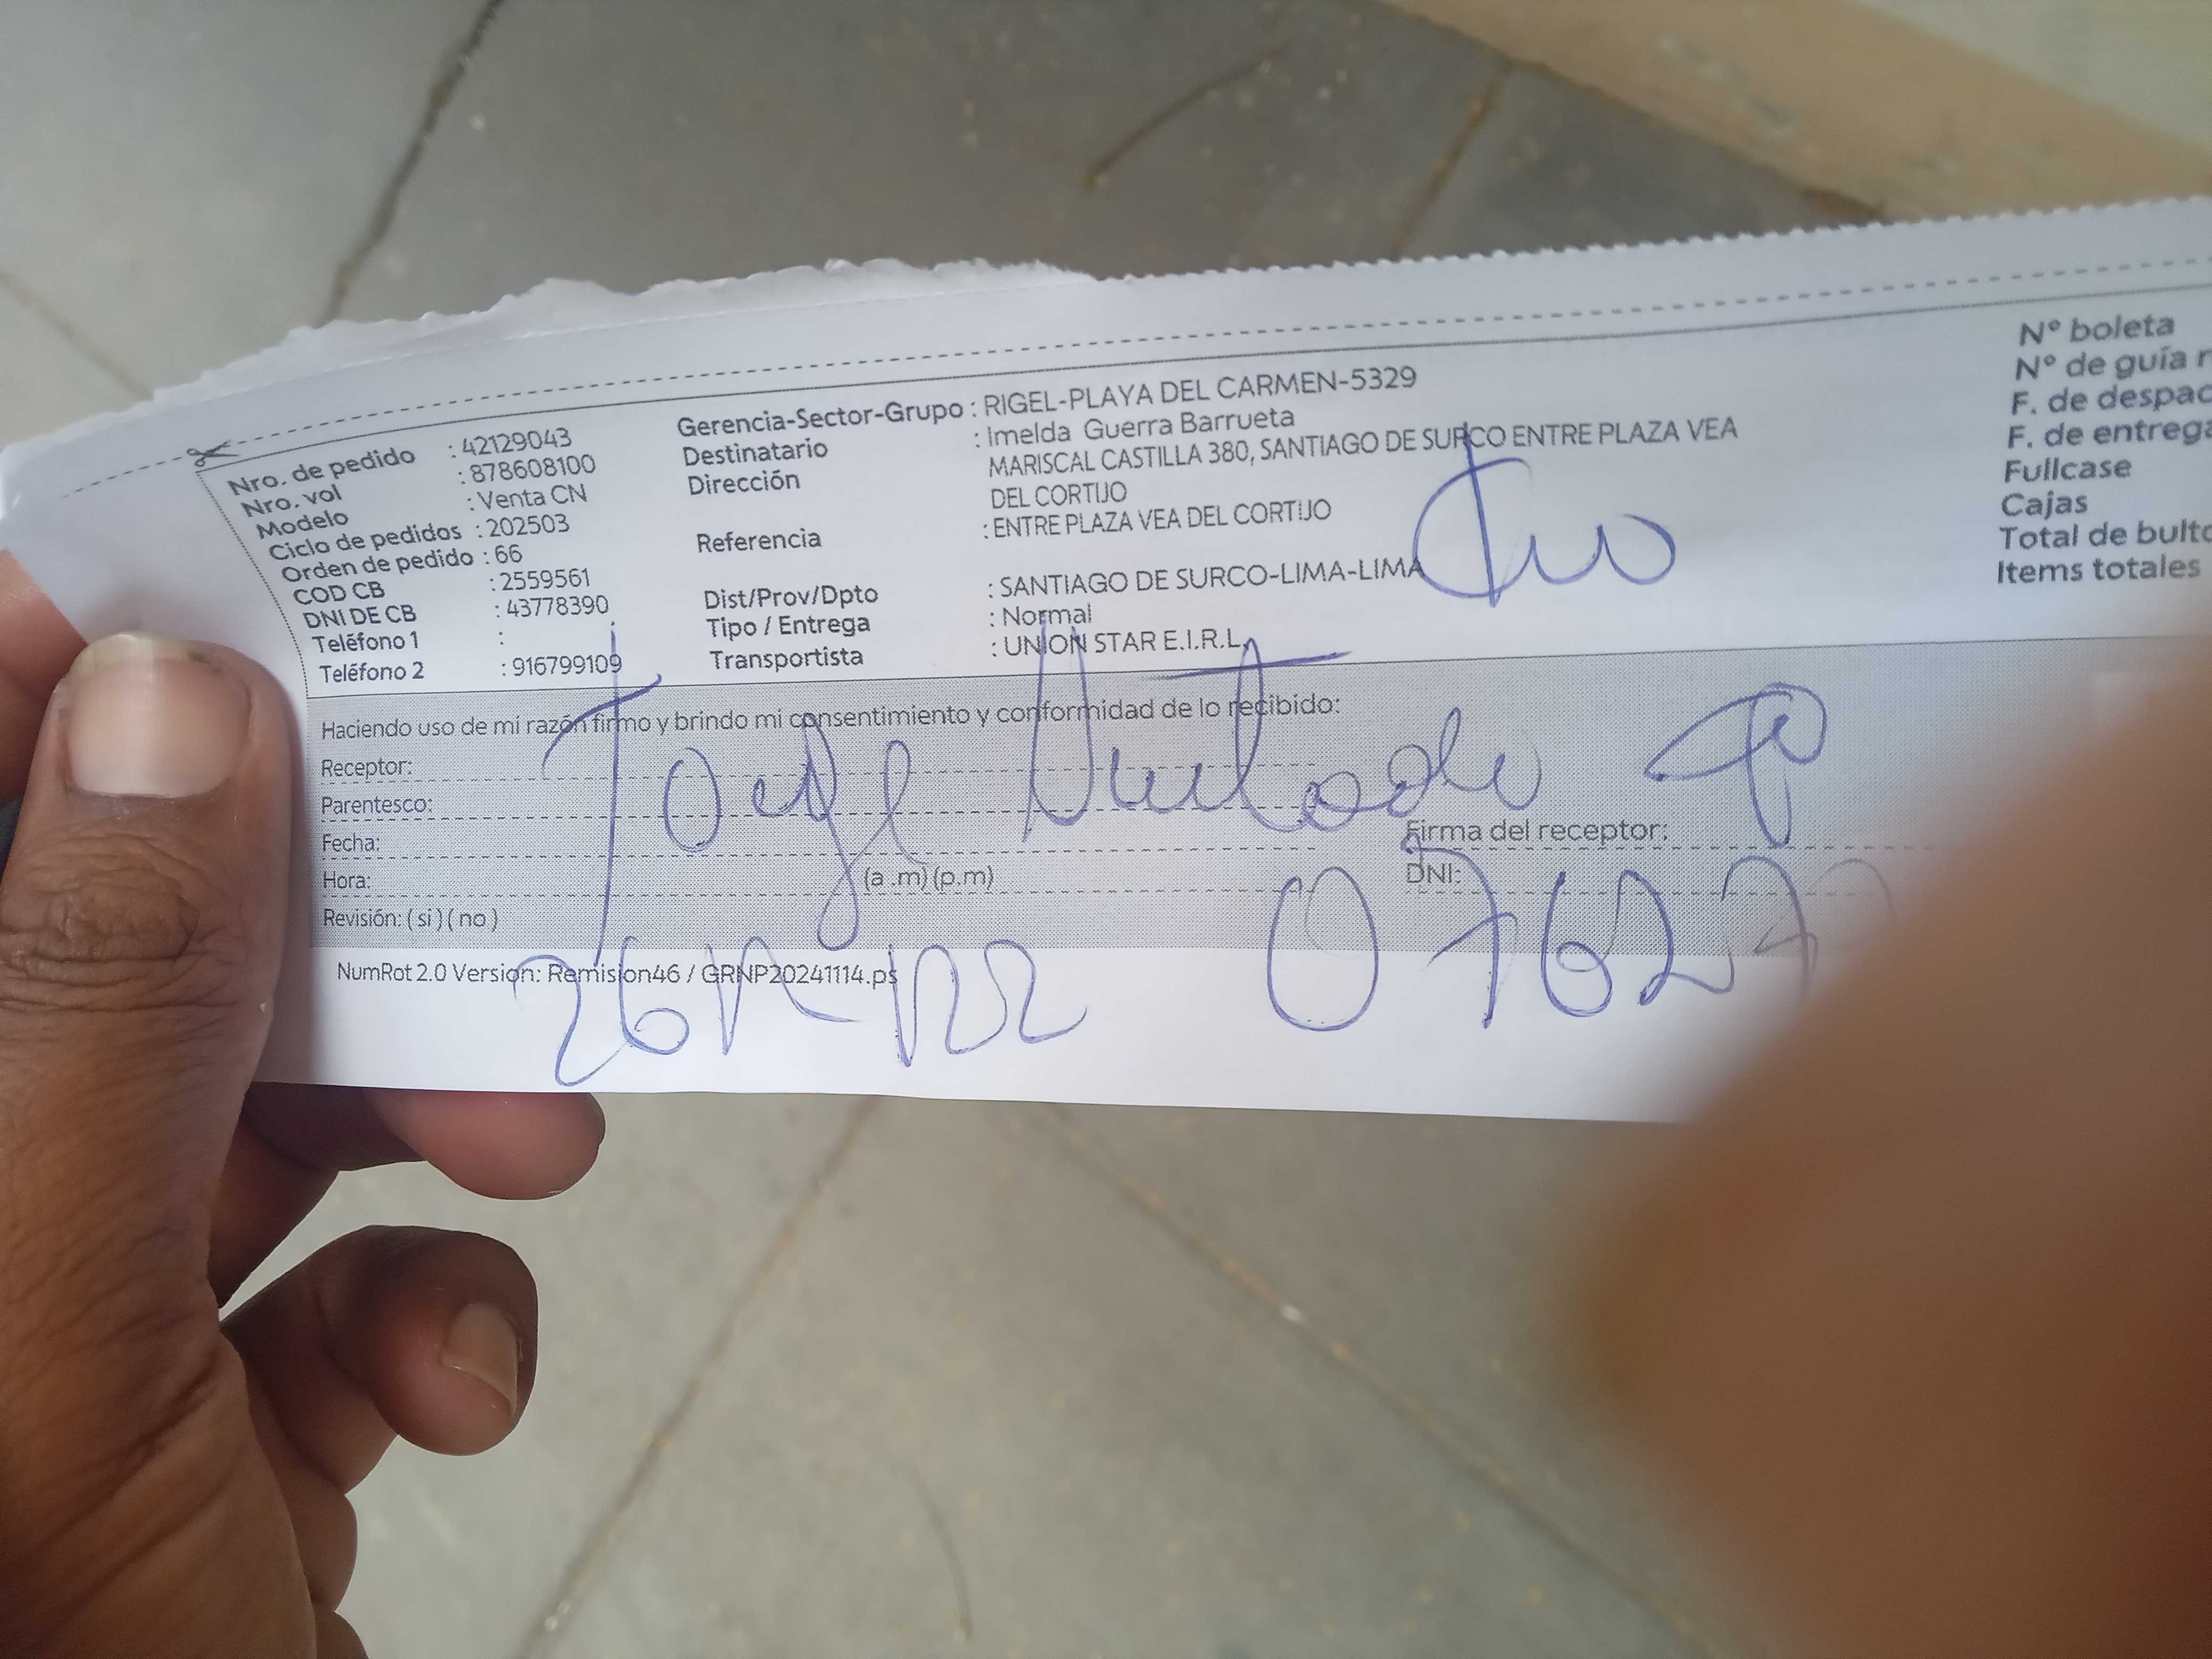 Nro. de pedido : 42129043
Nro. vol : 878608100
Modelo : Venta CN
Ciclo de pedidos : 202503
Orden de pedido : 66
COD CB : 2559561
DNI DE CB : 43778390
Teléfono 1 :
Teléfono 2 : 916799109
Gerencia-Sector-Grupo : RIGEL-PLAYA DEL CARMEN-5329
Destinatario : Imelda Guerra Barrueta
Dirección MARISCAL CASTILLA 380, SANTIAGO DE SURCO ENTRE PLAZA VEA
DEL CORTIJO
Referencia : ENTRE PLAZA VEA DEL CORTIJO
Dist/Prov/Dpto : SANTIAGO DE SURCO-LIMA-LIMA
Tipo / Entrega : Normal
Transportista : UNION STAR E.I.R.L.
Nº boleta
Nº de guía
F. de
F. de
Fullcase
Cajas
Total de
Items totales
Haciendo uso de mi razón firmo y brindo mi consentimiento y conformidad de lo recibido:
Receptor:
Parentesco:
Fecha:
Hora: (a .m) (p.m)
Revisión: ( si ) ( no )
Jorge Hurtado
Firma del receptor:
DNI:
07627
NumRot 2.0 Version: Remision46 / GRNP20241114.ps